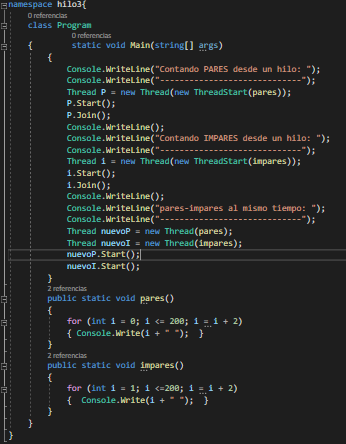 namespace hilo3{
0 referencias
class Program
0 referencias
{ static void Main(string[] args)
{
Console.WriteLine("Contando PARES desde un hilo: ");
Console.WriteLine("----------------------------");
Thread P = new Thread(new ThreadStart(pares));
P.Start();
P.Join();
Console.WriteLine();
Console.WriteLine("Contando IMPARES desde un hilo: ");
Console.WriteLine("----------------------------");
Thread i = new Thread(new ThreadStart(impares));
i.Start();
i.Join();
Console.WriteLine();
Console.WriteLine("pares-impares al mismo tiempo: ");
Console.WriteLine("----------------------------");
Thread nuevoP = new Thread(pares);
Thread nuevoI = new Thread(impares);
nuevoP.Start();
nuevoI.Start();
}
2 referencias
public static void pares()
{
for (int i = 0; i <= 200; i = i + 2)
{ Console.Write(i + " "); }
}
2 referencias
public static void impares()
{
for (int i = 1; i <=200; i = i + 2)
{ Console.Write(i + " "); }
}
}
}